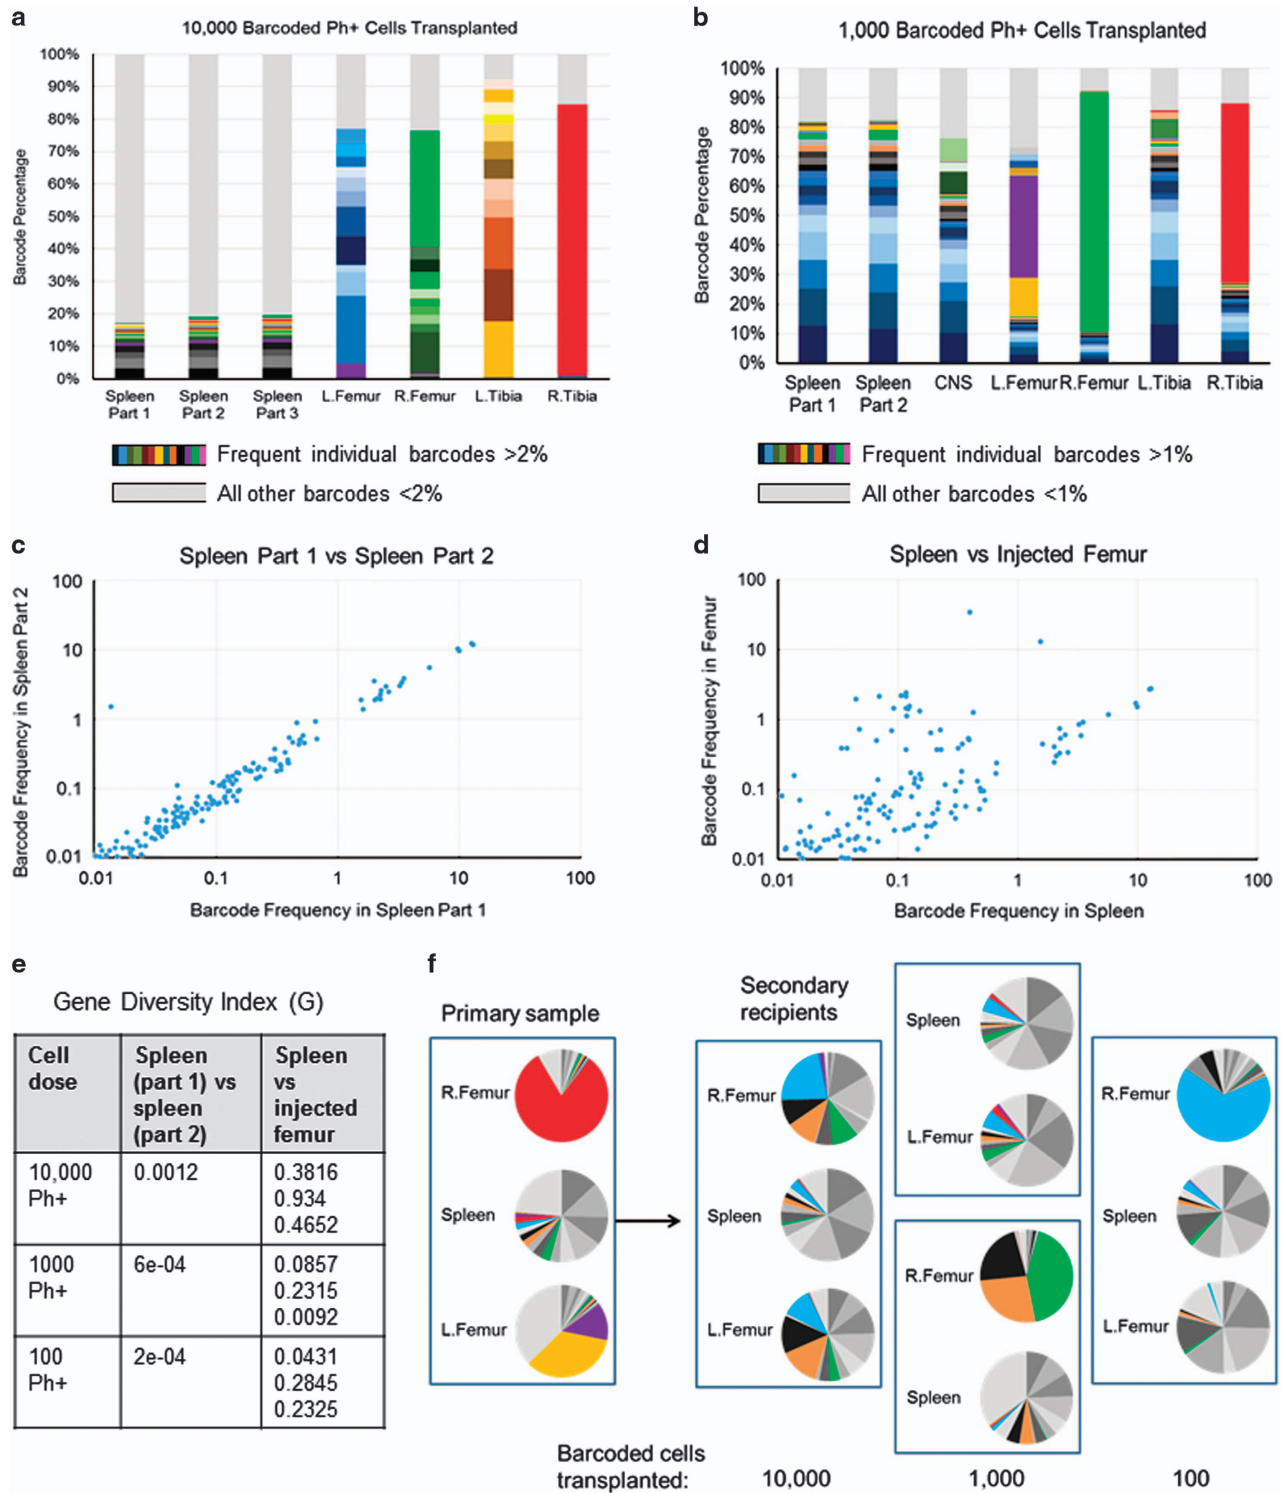 a
10,000 Barcoded Ph+ Cells Transplanted
Barcode Percentage
100%
90%
80%
70%
60%
50%
40%
30%
20%
10%
0%
Spleen Part 1
Spleen Part 2
Spleen Part 3
L.Femur
R.Femur
L.Tibia
R.Tibia
Frequent individual barcodes >2%
All other barcodes <2%
b
1,000 Barcoded Ph+ Cells Transplanted
Barcode Percentage
100%
90%
80%
70%
60%
50%
40%
30%
20%
10%
0%
Spleen Part 1
Spleen Part 2
CNS
L.Femur
R.Femur
L.Tibia
R.Tibia
Frequent individual barcodes >1%
All other barcodes <1%
c
Spleen Part 1 vs Spleen Part 2
Barcode Frequency in Spleen Part 2
100
10
1
0.1
0.01
0.01 0.1 1 10 100
Barcode Frequency in Spleen Part 1
d
Spleen vs Injected Femur
Barcode Frequency in Femur
100
10
1
0.1
0.01
0.01 0.1 1 10 100
Barcode Frequency in Spleen
e
Gene Diversity Index (G)
Cell dose
Spleen (part 1) vs spleen (part 2)
Spleen vs injected femur
10,000 Ph+
0.0012
0.3816
0.934
0.4652
1000 Ph+
6e-04
0.0857
0.2315
0.0092
100 Ph+
2e-04
0.0431
0.2845
0.2325
f
Primary sample
R.Femur
Spleen
L.Femur
Secondary recipients
R.Femur
Spleen
L.Femur
Spleen
L.Femur
R.Femur
Spleen
R.Femur
Spleen
L.Femur
Barcoded cells transplanted:
10,000
1,000
100